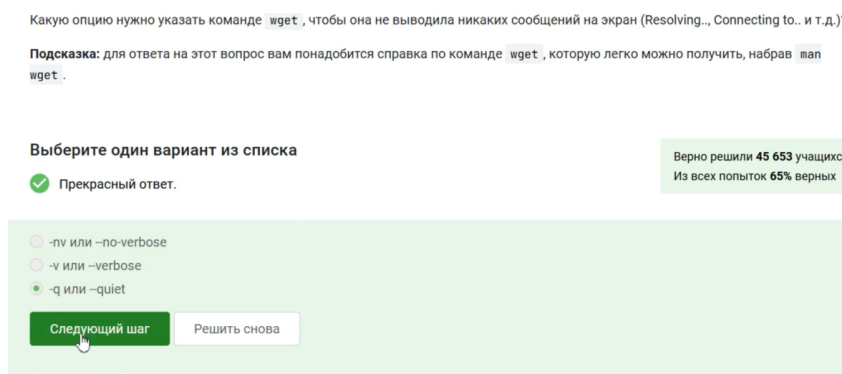 Какую опцию нужно указать команде wget, чтобы она не выводила никаких сообщений на экран (Resolving.., Connecting to.. и т.д.)?
Подсказка: для ответа на этот вопрос вам понадобится справка по команде wget, которую легко можно получить, набрав man
wget.
Выберите один вариант из списка
Прекрасный ответ.
Верно решили 45 653 учащихс
Из всех попыток 65% верных
-nv или --no-verbose
-v или --verbose
-q или --quiet
Следующий шаг
Решить снова